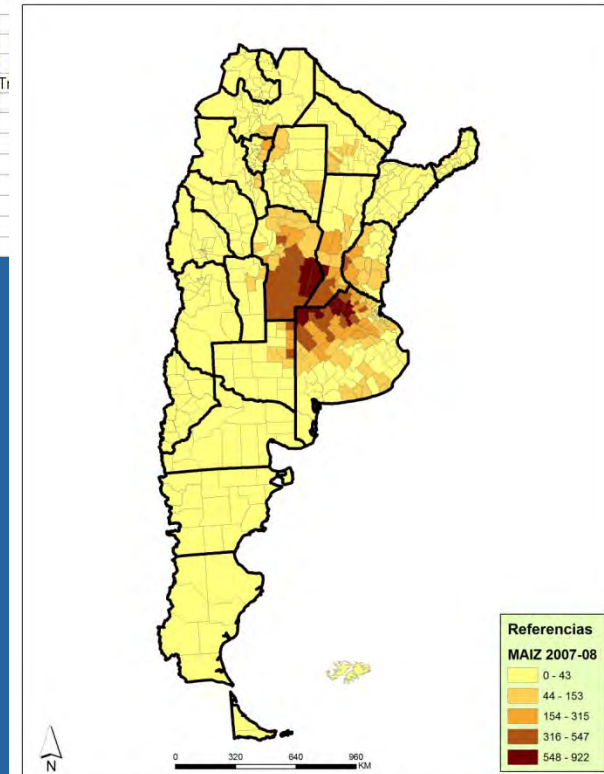 Referencias
MAIZ 2007-08
0 - 43
44 - 153
154 - 315
316 - 547
548 - 922
N
0 320 640 960
KM